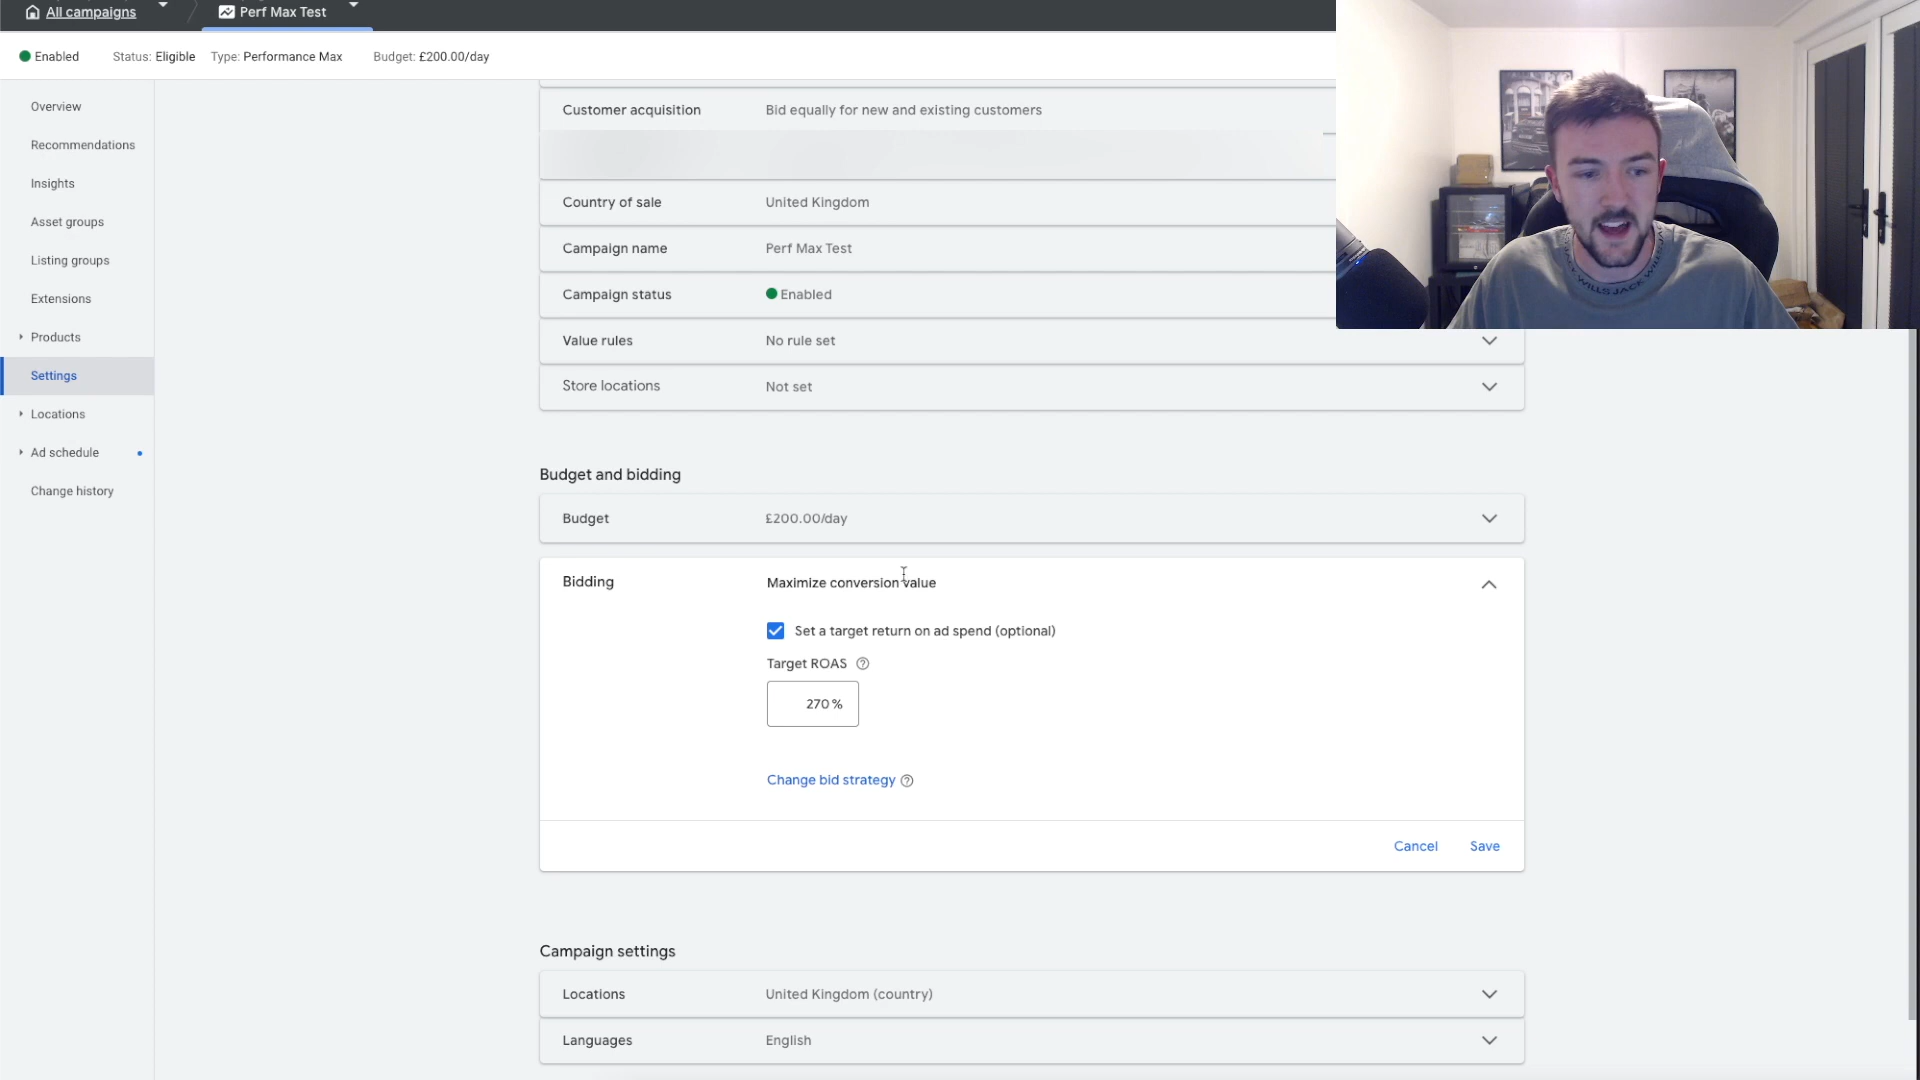 All campaigns
Perf Max Test
Enabled
Status: Eligible
Type: Performance Max
Budget: £200.00/day
Overview
Recommendations
Insights
Asset groups
Listing groups
Extensions
Products
Settings
Locations
Ad schedule
Change history
Customer acquisition
Bid equally for new and existing customers
Country of sale
United Kingdom
Campaign name
Perf Max Test
Campaign status
Enabled
Value rules
No rule set
Store locations
Not set
Budget and bidding
Budget
£200.00/day
Bidding
Maximize conversion value
Set a target return on ad spend (optional)
Target ROAS
270 %
Change bid strategy
Cancel
Save
Campaign settings
Locations
United Kingdom (country)
Languages
English